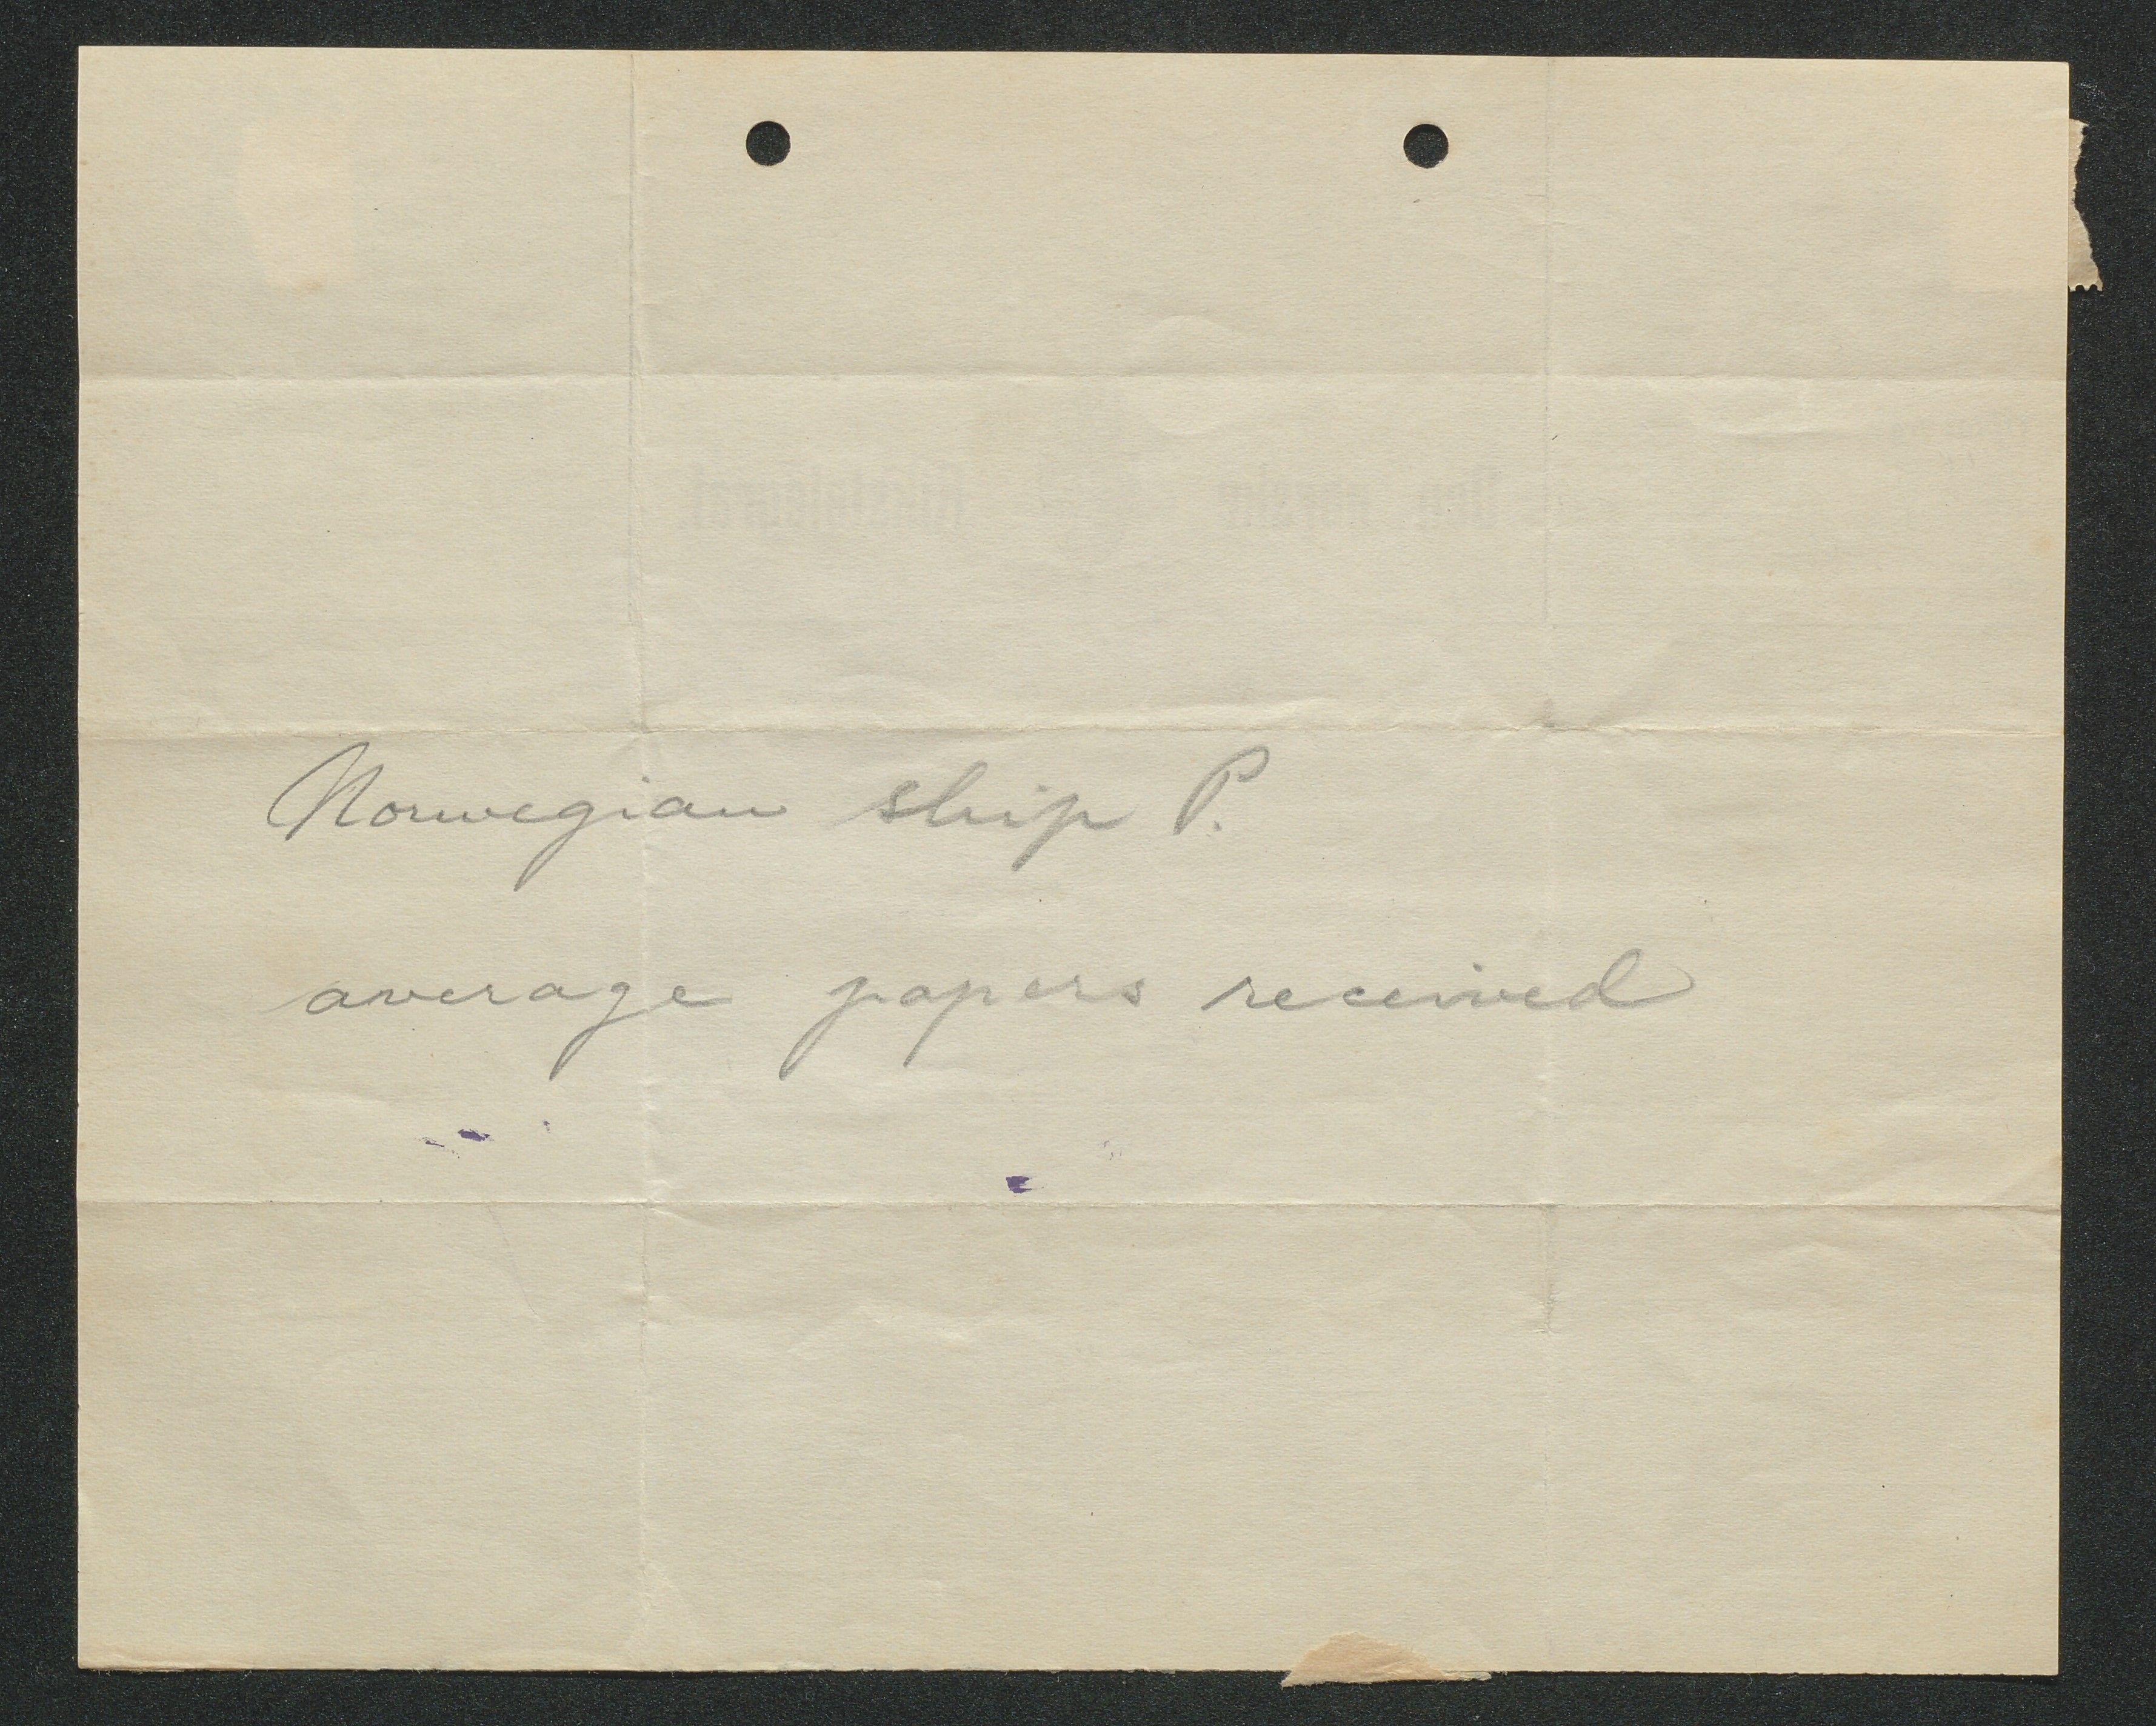 Norwegian ship P.
average papers received